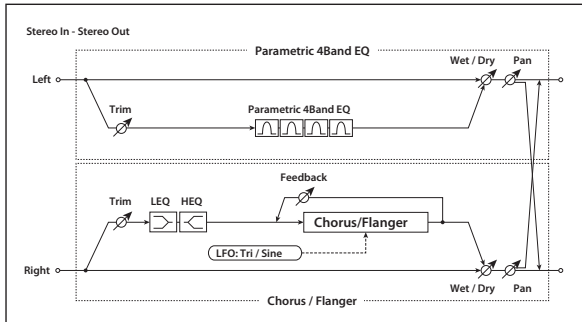 Stereo In - Stereo Out
Parametric 4Band EQ
Wet / Dry Pan
Left
Trim
Parametric 4Band EQ
Feedback
Trim LEQ HEQ
Chorus/Flanger
LFO: Tri / Sine
Right
Wet / Dry Pan
Chorus / Flanger